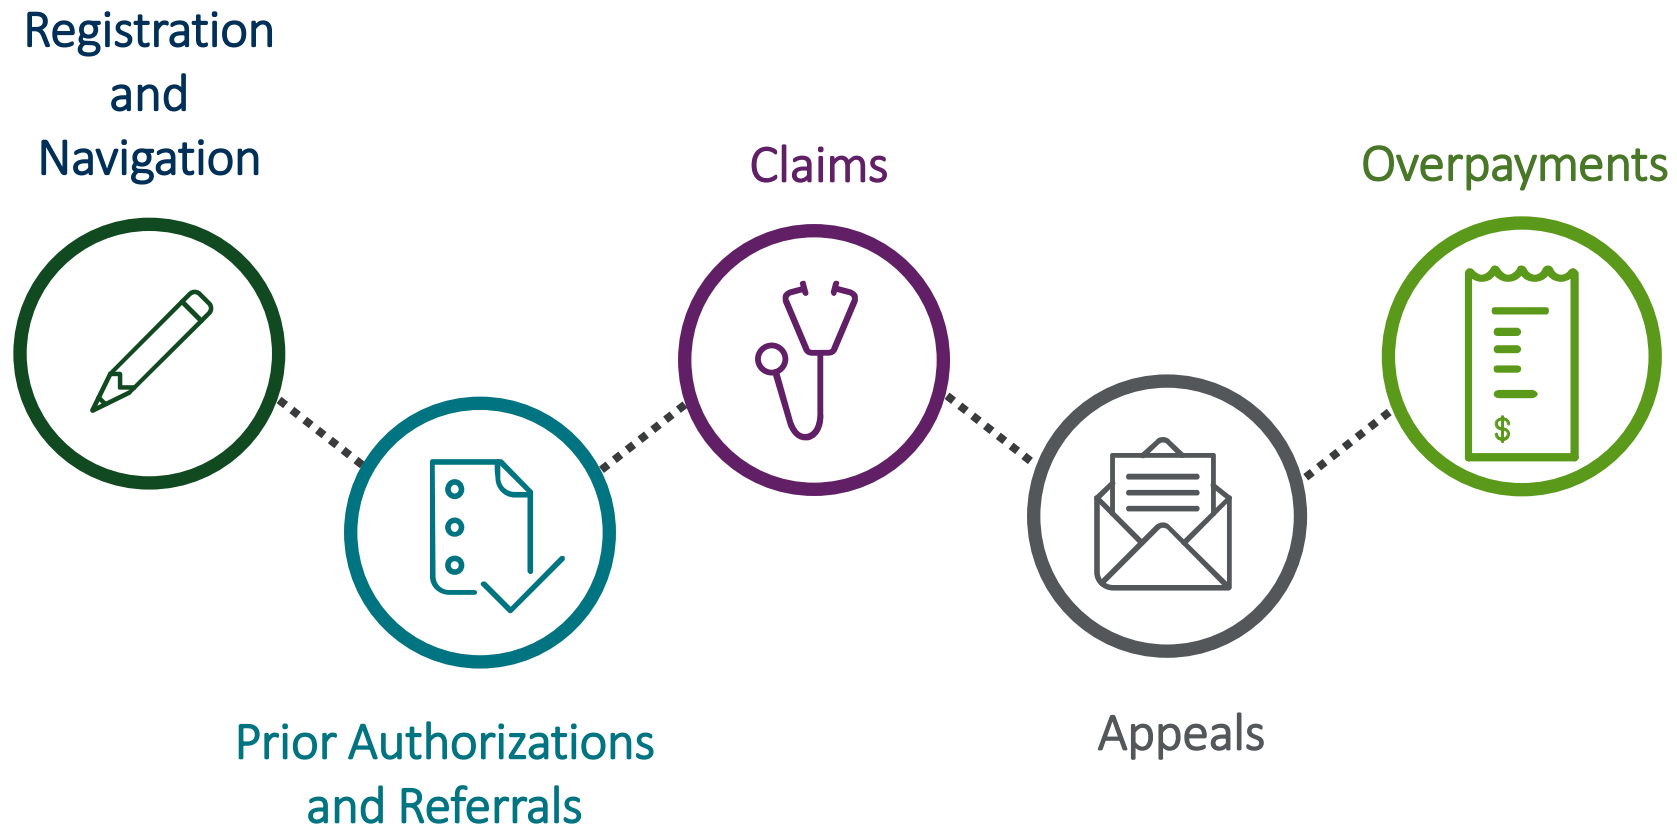 Registration
and
Navigation
Claims
Overpayments
$
Prior Authorizations
and Referrals
Appeals